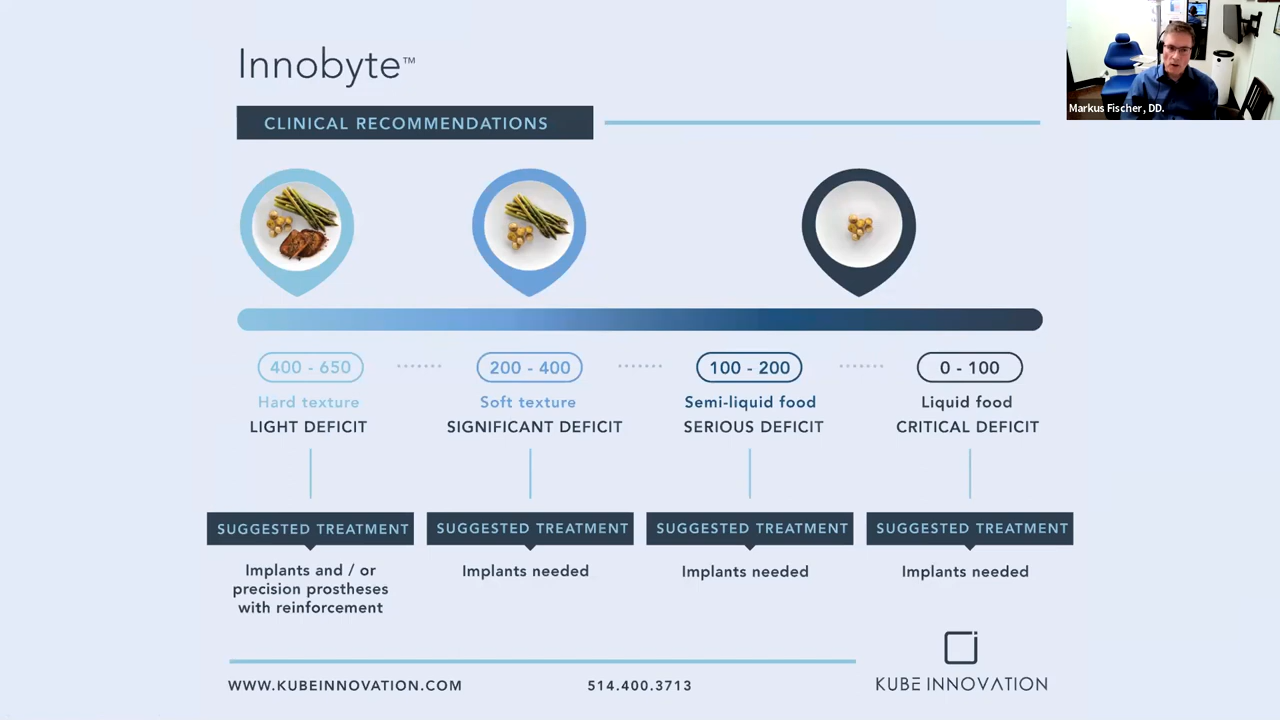 Innobyte™
Markus Fischer, DD.
CLINICAL RECOMMENDATIONS
400 - 650
200 - 400
100 - 200
0 - 100
Hard texture
Soft texture
Semi-liquid food
Liquid food
LIGHT DEFICIT
SIGNIFICANT DEFICIT
SERIOUS DEFICIT
CRITICAL DEFICIT
SUGGESTED TREATMENT
SUGGESTED TREATMENT
SUGGESTED TREATMENT
SUGGESTED TREATMENT
Implants and / or
precision prostheses
with reinforcement
Implants needed
Implants needed
Implants needed
WWW.KUBEINNOVATION.COM
514.400.3713
KUBE INNOVATION